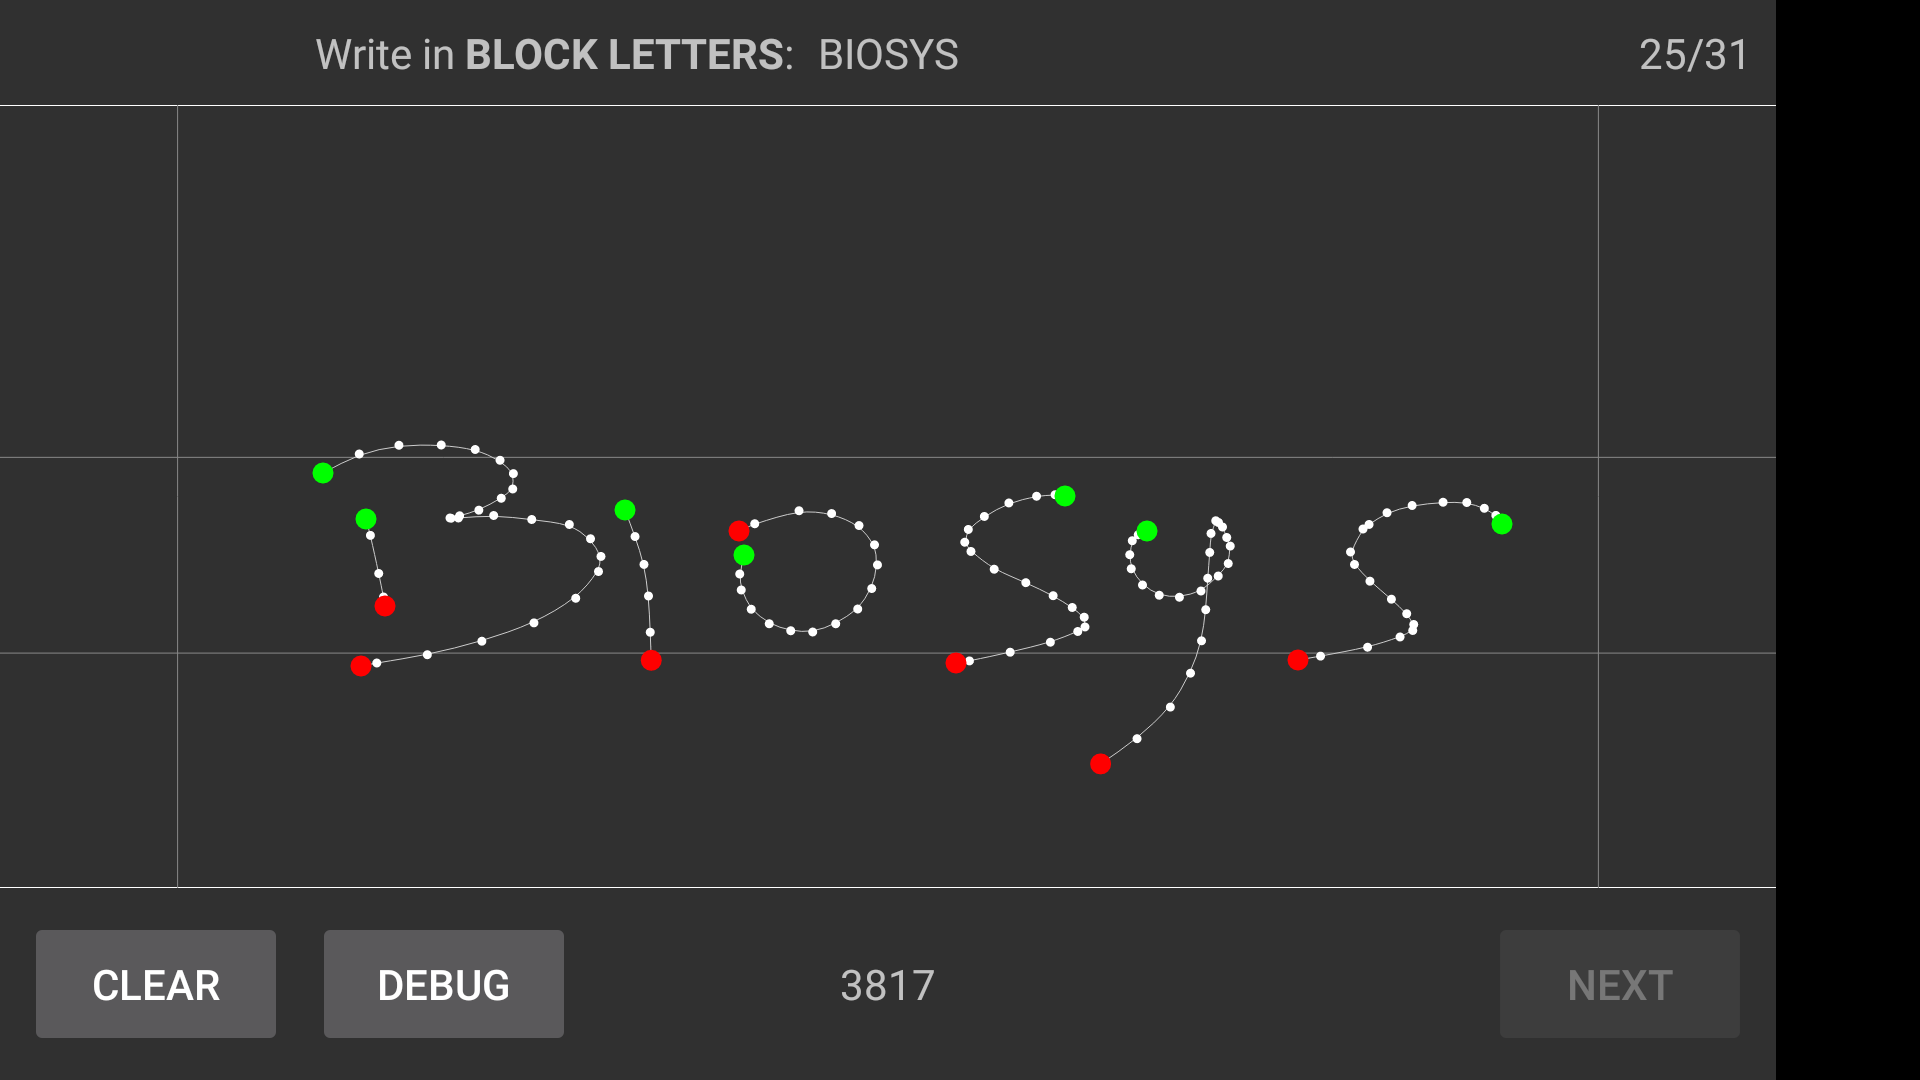 Write in BLOCK LETTERS: BIOSYS 25/31
BIOSyS
CLEAR DEBUG 3817 NEXT